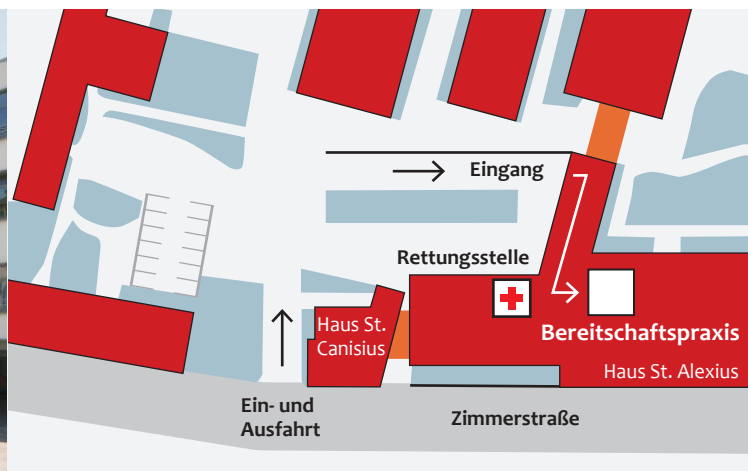 Eingang
Rettungsstelle
Haus St.
Canisius
Bereitschaftspraxis
Haus St. Alexius
Ein- und
Ausfahrt
Zimmerstraße